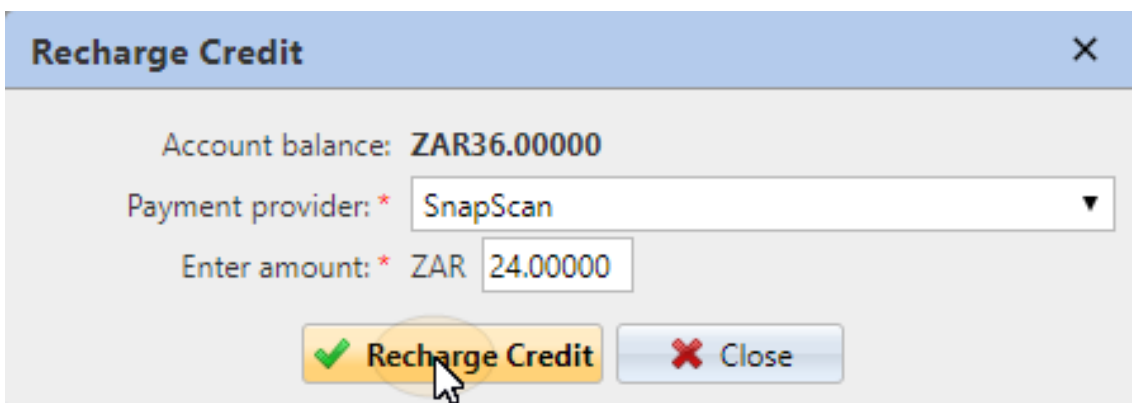 Recharge Credit
Account balance: ZAR36.00000
Payment provider: * SnapScan
Enter amount: * ZAR 24.00000
Recharge Credit Close